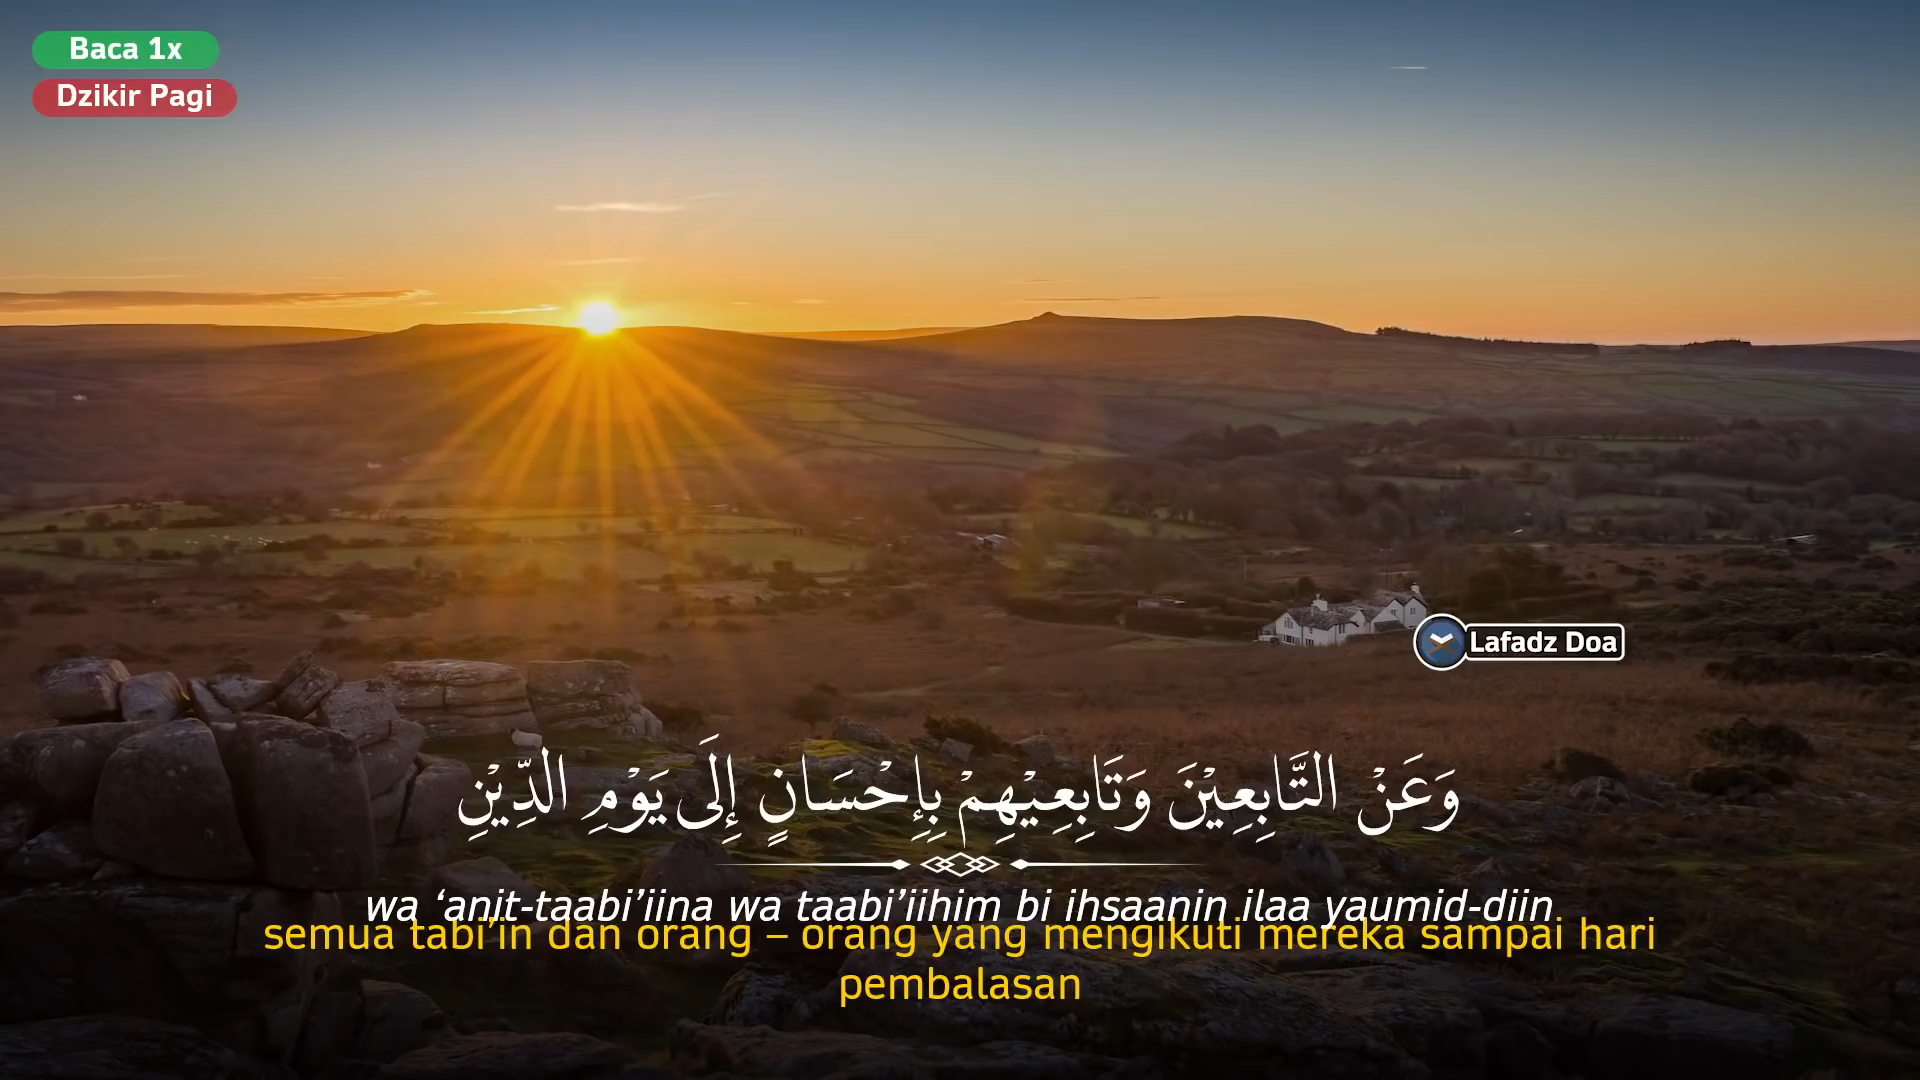 Baca 1x
Dzikir Pagi
Lafadz Doa
وَعَنْ التَّابِعِيْنَ وَتَابِعِيْهِمْ بِإِحْسَانٍ إِلَى يَوْمِ الدِّيْنِ
wa ‘anit-taabi’iina wa taabi’iihim bi ihsaanin ilaa yaumid-diin
semua tabi’in dan orang – orang yang mengikuti mereka sampai hari
pembalasan